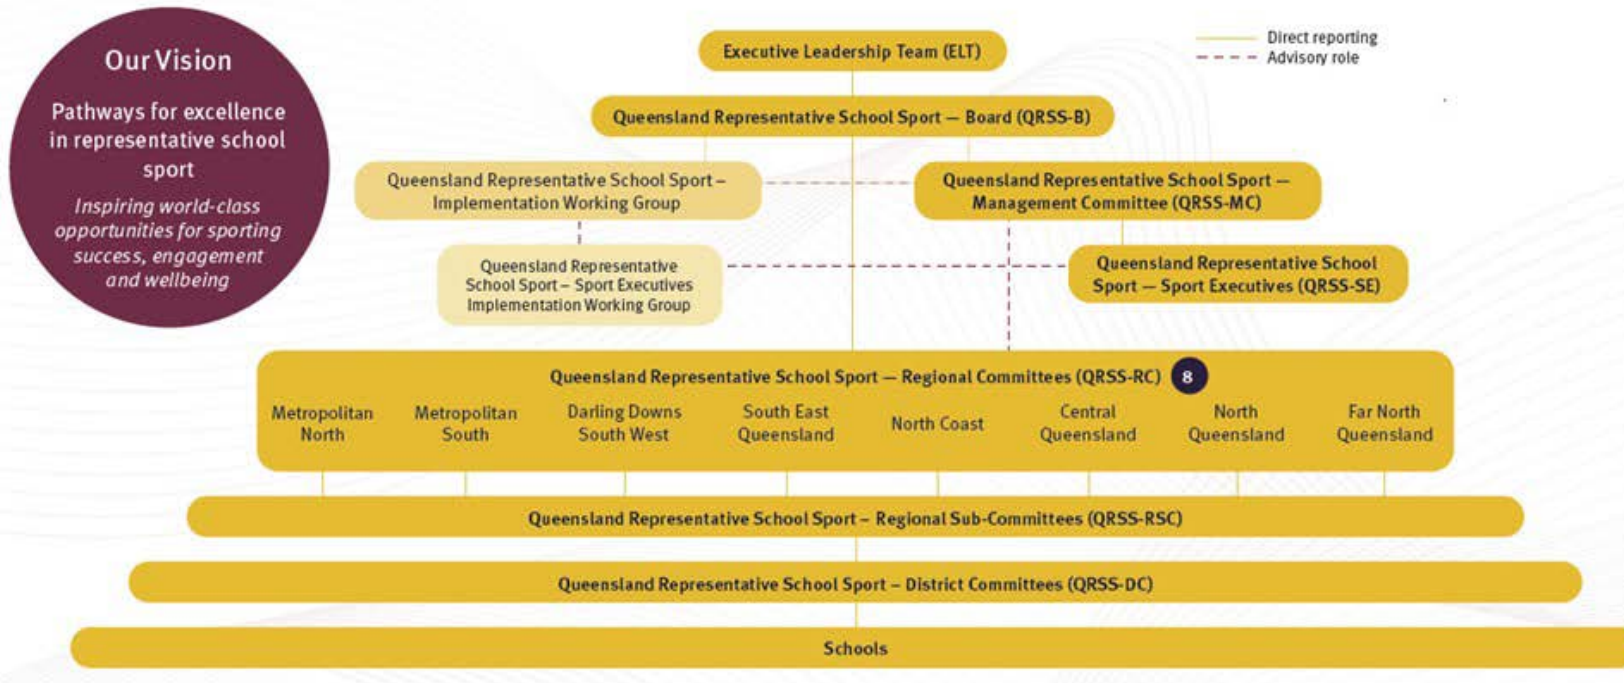 Our Vision
Pathways for excellence
in representative school
sport
Inspiring world-class
opportunities for sporting
success, engagement
and wellbeing
Executive Leadership Team (ELT)
Direct reporting
Advisory role
Queensland Representative School Sport — Board (QRSS-B)
Queensland Representative School Sport –
Implementation Working Group
Queensland Representative School Sport —
Management Committee (QRSS-MC)
Queensland Representative
School Sport – Sport Executives
Implementation Working Group
Queensland Representative School
Sport — Sport Executives (QRSS-SE)
Queensland Representative School Sport — Regional Committees (QRSS-RC) 8
Metropolitan
North
Metropolitan
South
Darling Downs
South West
South East
Queensland
North Coast
Central
Queensland
North
Queensland
Far North
Queensland
Queensland Representative School Sport – Regional Sub-Committees (QRSS-RSC)
Queensland Representative School Sport – District Committees (QRSS-DC)
Schools